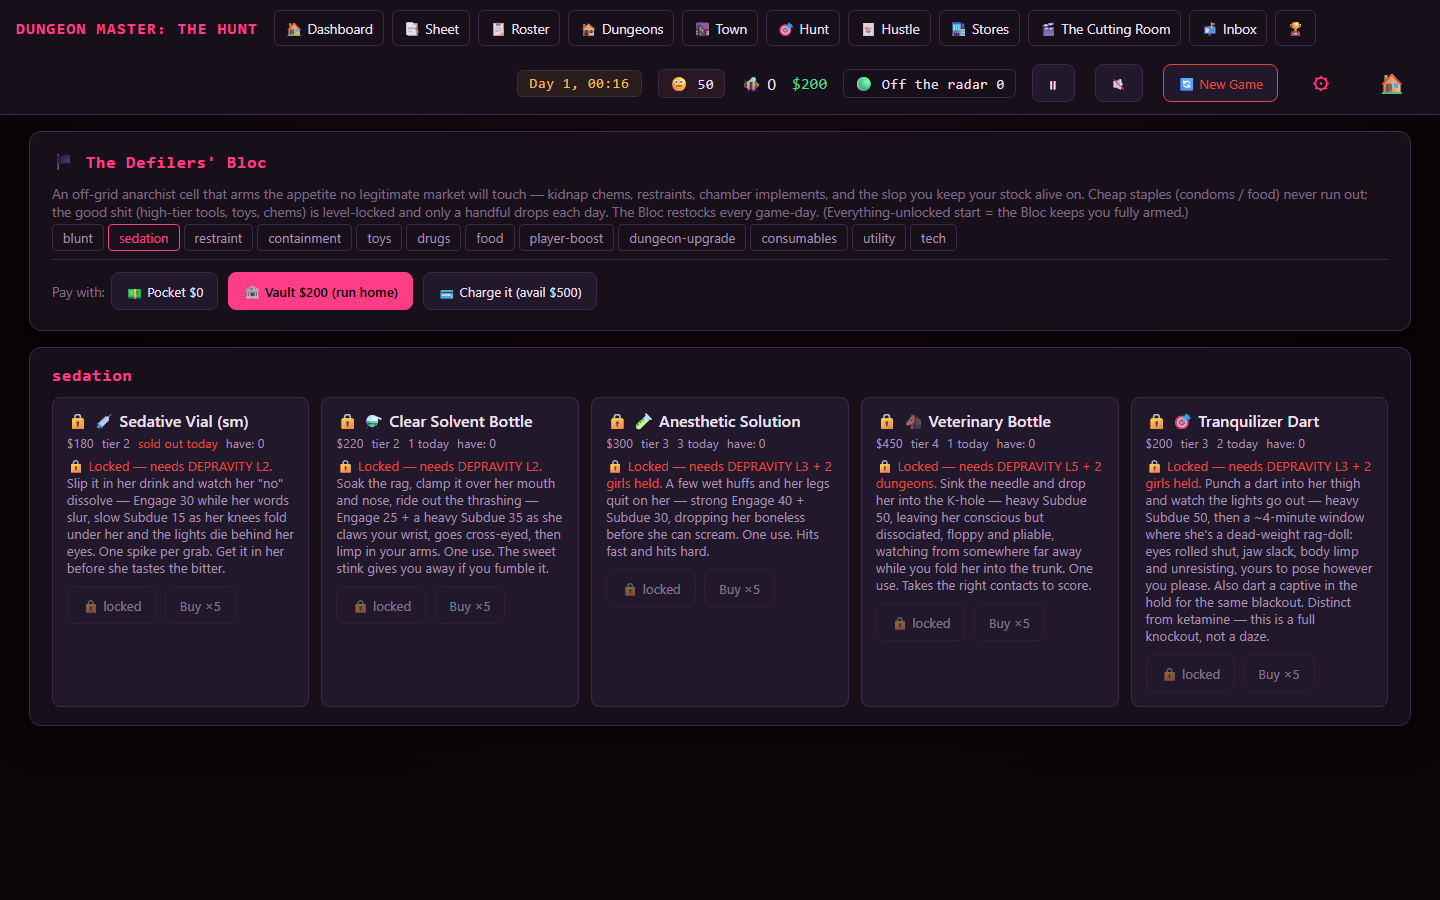 DUNGEON MASTER: THE HUNT
Dashboard
Sheet
Roster
Dungeons
Town
Hunt
Hustle
Stores
The Cutting Room
Inbox
Day 1, 00:16
50
0
$200
Off the radar 0
New Game
The Defilers' Bloc
An off-grid anarchist cell that arms the appetite no legitimate market will touch — kidnap chems, restraints, chamber implements, and the slop you keep your stock alive on. Cheap staples (condoms / food) never run out;
the good shit (high-tier tools, toys, chems) is level-locked and only a handful drops each day. The Bloc restocks every game-day. (Everything-unlocked start = the Bloc keeps you fully armed.)
blunt
sedation
restraint
containment
toys
drugs
food
player-boost
dungeon-upgrade
consumables
utility
tech
Pay with:
Pocket $0
Vault $200 (run home)
Charge it (avail $500)
sedation
Sedative Vial (sm)
$180 tier 2 sold out today have: 0
Locked — needs DEPRAVITY L2.
Slip it in her drink and watch her "no"
dissolve — Engage 30 while her words
slur, slow Subdue 15 as her knees fold
under her and the lights die behind her
eyes. One spike per grab. Get it in her
before she tastes the bitter.
locked
Buy ×5
Clear Solvent Bottle
$220 tier 2 1 today have: 0
Locked — needs DEPRAVITY L2.
Soak the rag, clamp it over her mouth
and nose, ride out the thrashing —
Engage 25 + a heavy Subdue 35 as she
claws your wrist, goes cross-eyed, then
limp in your arms. One use. The sweet
stink gives you away if you fumble it.
locked
Buy ×5
Anesthetic Solution
$300 tier 3 3 today have: 0
Locked — needs DEPRAVITY L3 + 2
girls held. A few wet huffs and her legs
quit on her — strong Engage 40 +
Subdue 30, dropping her boneless
before she can scream. One use. Hits
fast and hits hard.
locked
Buy ×5
Veterinary Bottle
$450 tier 4 1 today have: 0
Locked — needs DEPRAVITY L5 + 2
dungeons. Sink the needle and drop
her into the K-hole — heavy Subdue
50, leaving her conscious but
dissociated, floppy and pliable,
watching from somewhere far away
while you fold her into the trunk. One
use. Takes the right contacts to score.
locked
Buy ×5
Tranquilizer Dart
$200 tier 3 2 today have: 0
Locked — needs DEPRAVITY L3 + 2
girls held. Punch a dart into her thigh
and watch the lights go out — heavy
Subdue 50, then a ~4-minute window
where she's a dead-weight rag-doll:
eyes rolled shut, jaw slack, body limp
and unresisting, yours to pose however
you please. Also dart a captive in the
hold for the same blackout. Distinct
from ketamine — this is a full
knockout, not a daze.
locked
Buy ×5